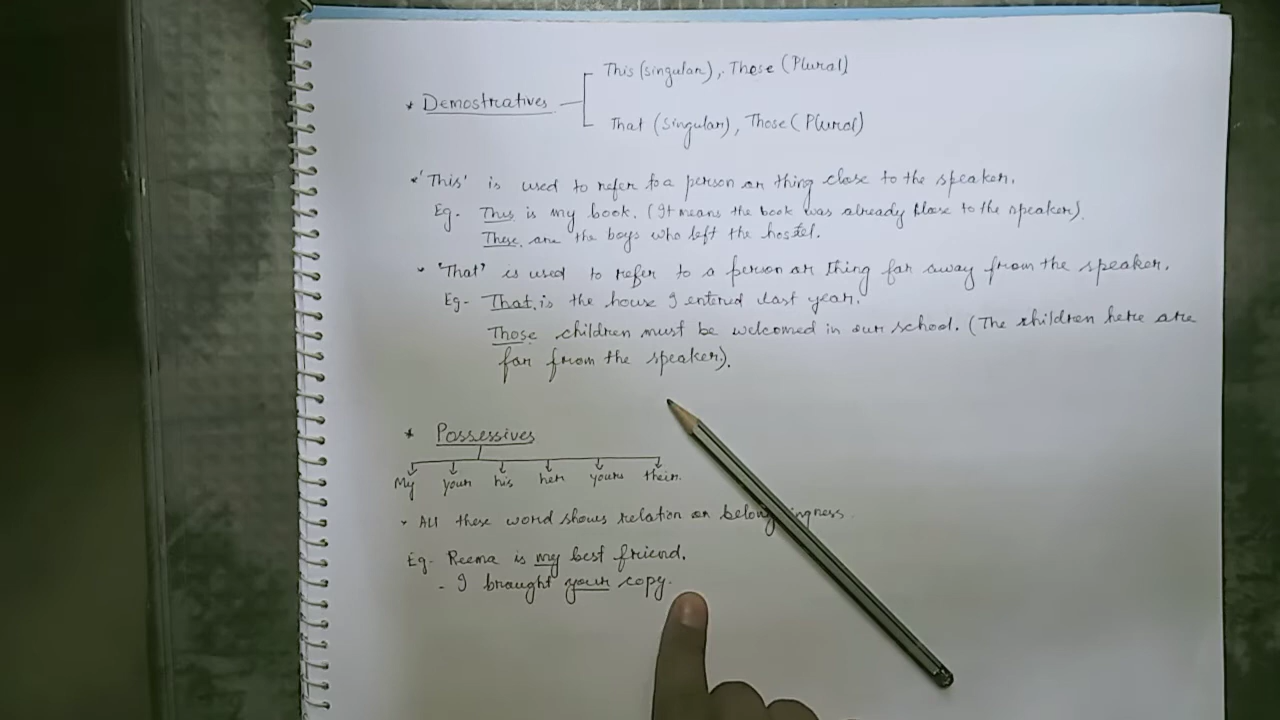 This (singular), These (Plural)
* Demostratives
That (Singular), Those (Plural)
• 'This' is used to refer to a person or thing close to the speaker.
Eg. This is my book. (It means the book was already close to the speaker).
These are the boys who left the hostel.
• 'That' is used to refer to a person or thing far away from the speaker.
Eg- That is the house I entered last year.
Those children must be welcomed in our school. (The children here are
far from the speaker).
* Possessives
My your his her yours their
• All these word shows relation or belongingness.
Eg- Reema is my best friend.
- I brought your copy.